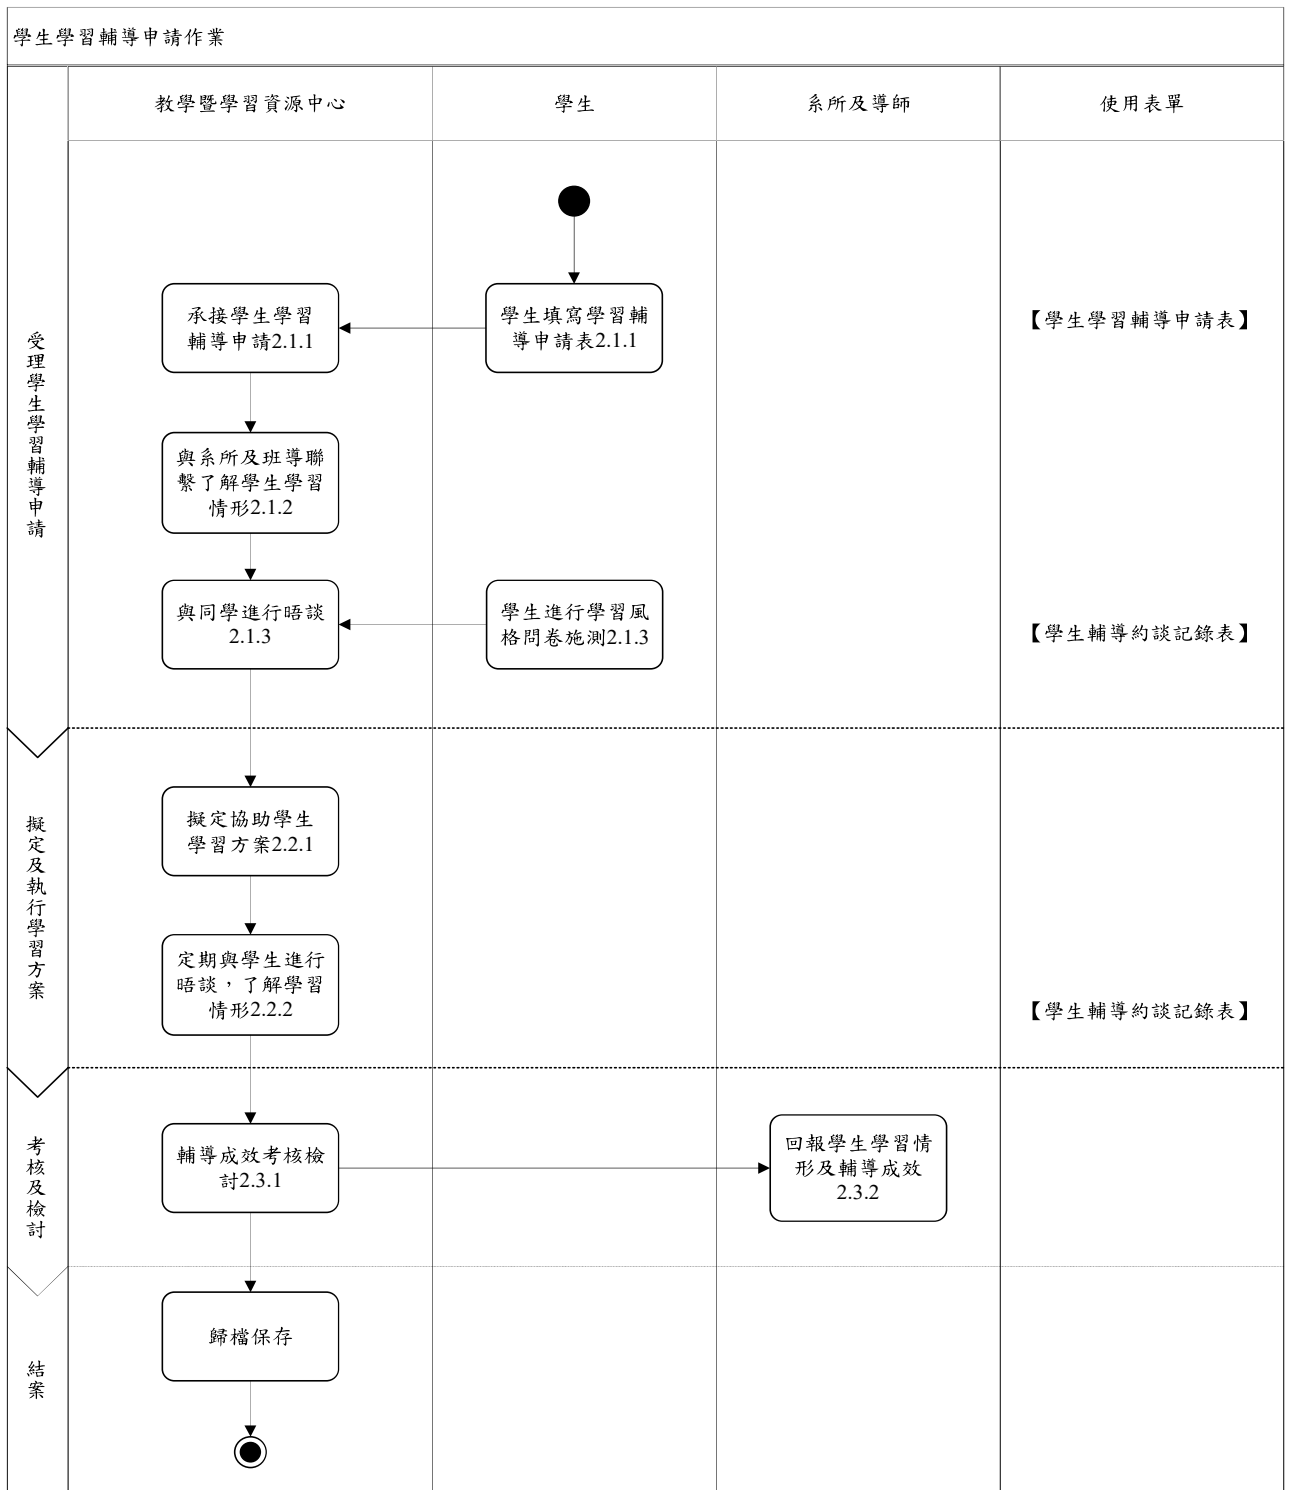 學生學習輔導申請作業
教學暨學習資源中心
學生
系所及導師
使用表單
受理學生學習輔導申請
承接學生學習
輔導申請2.1.1
學生填寫學習輔
導申請表2.1.1
【學生學習輔導申請表】
與系所及班導聯
繫了解學生學習
情形2.1.2
與同學進行晤談
2.1.3
學生進行學習風
格問卷施測2.1.3
【學生輔導約談記錄表】
擬定及執行學習方案
擬定協助學生
學習方案2.2.1
定期與學生進行
晤談，了解學習
情形2.2.2
【學生輔導約談記錄表】
考核及檢討
輔導成效考核檢
討2.3.1
回報學生學習情
形及輔導成效
2.3.2
結案
歸檔保存